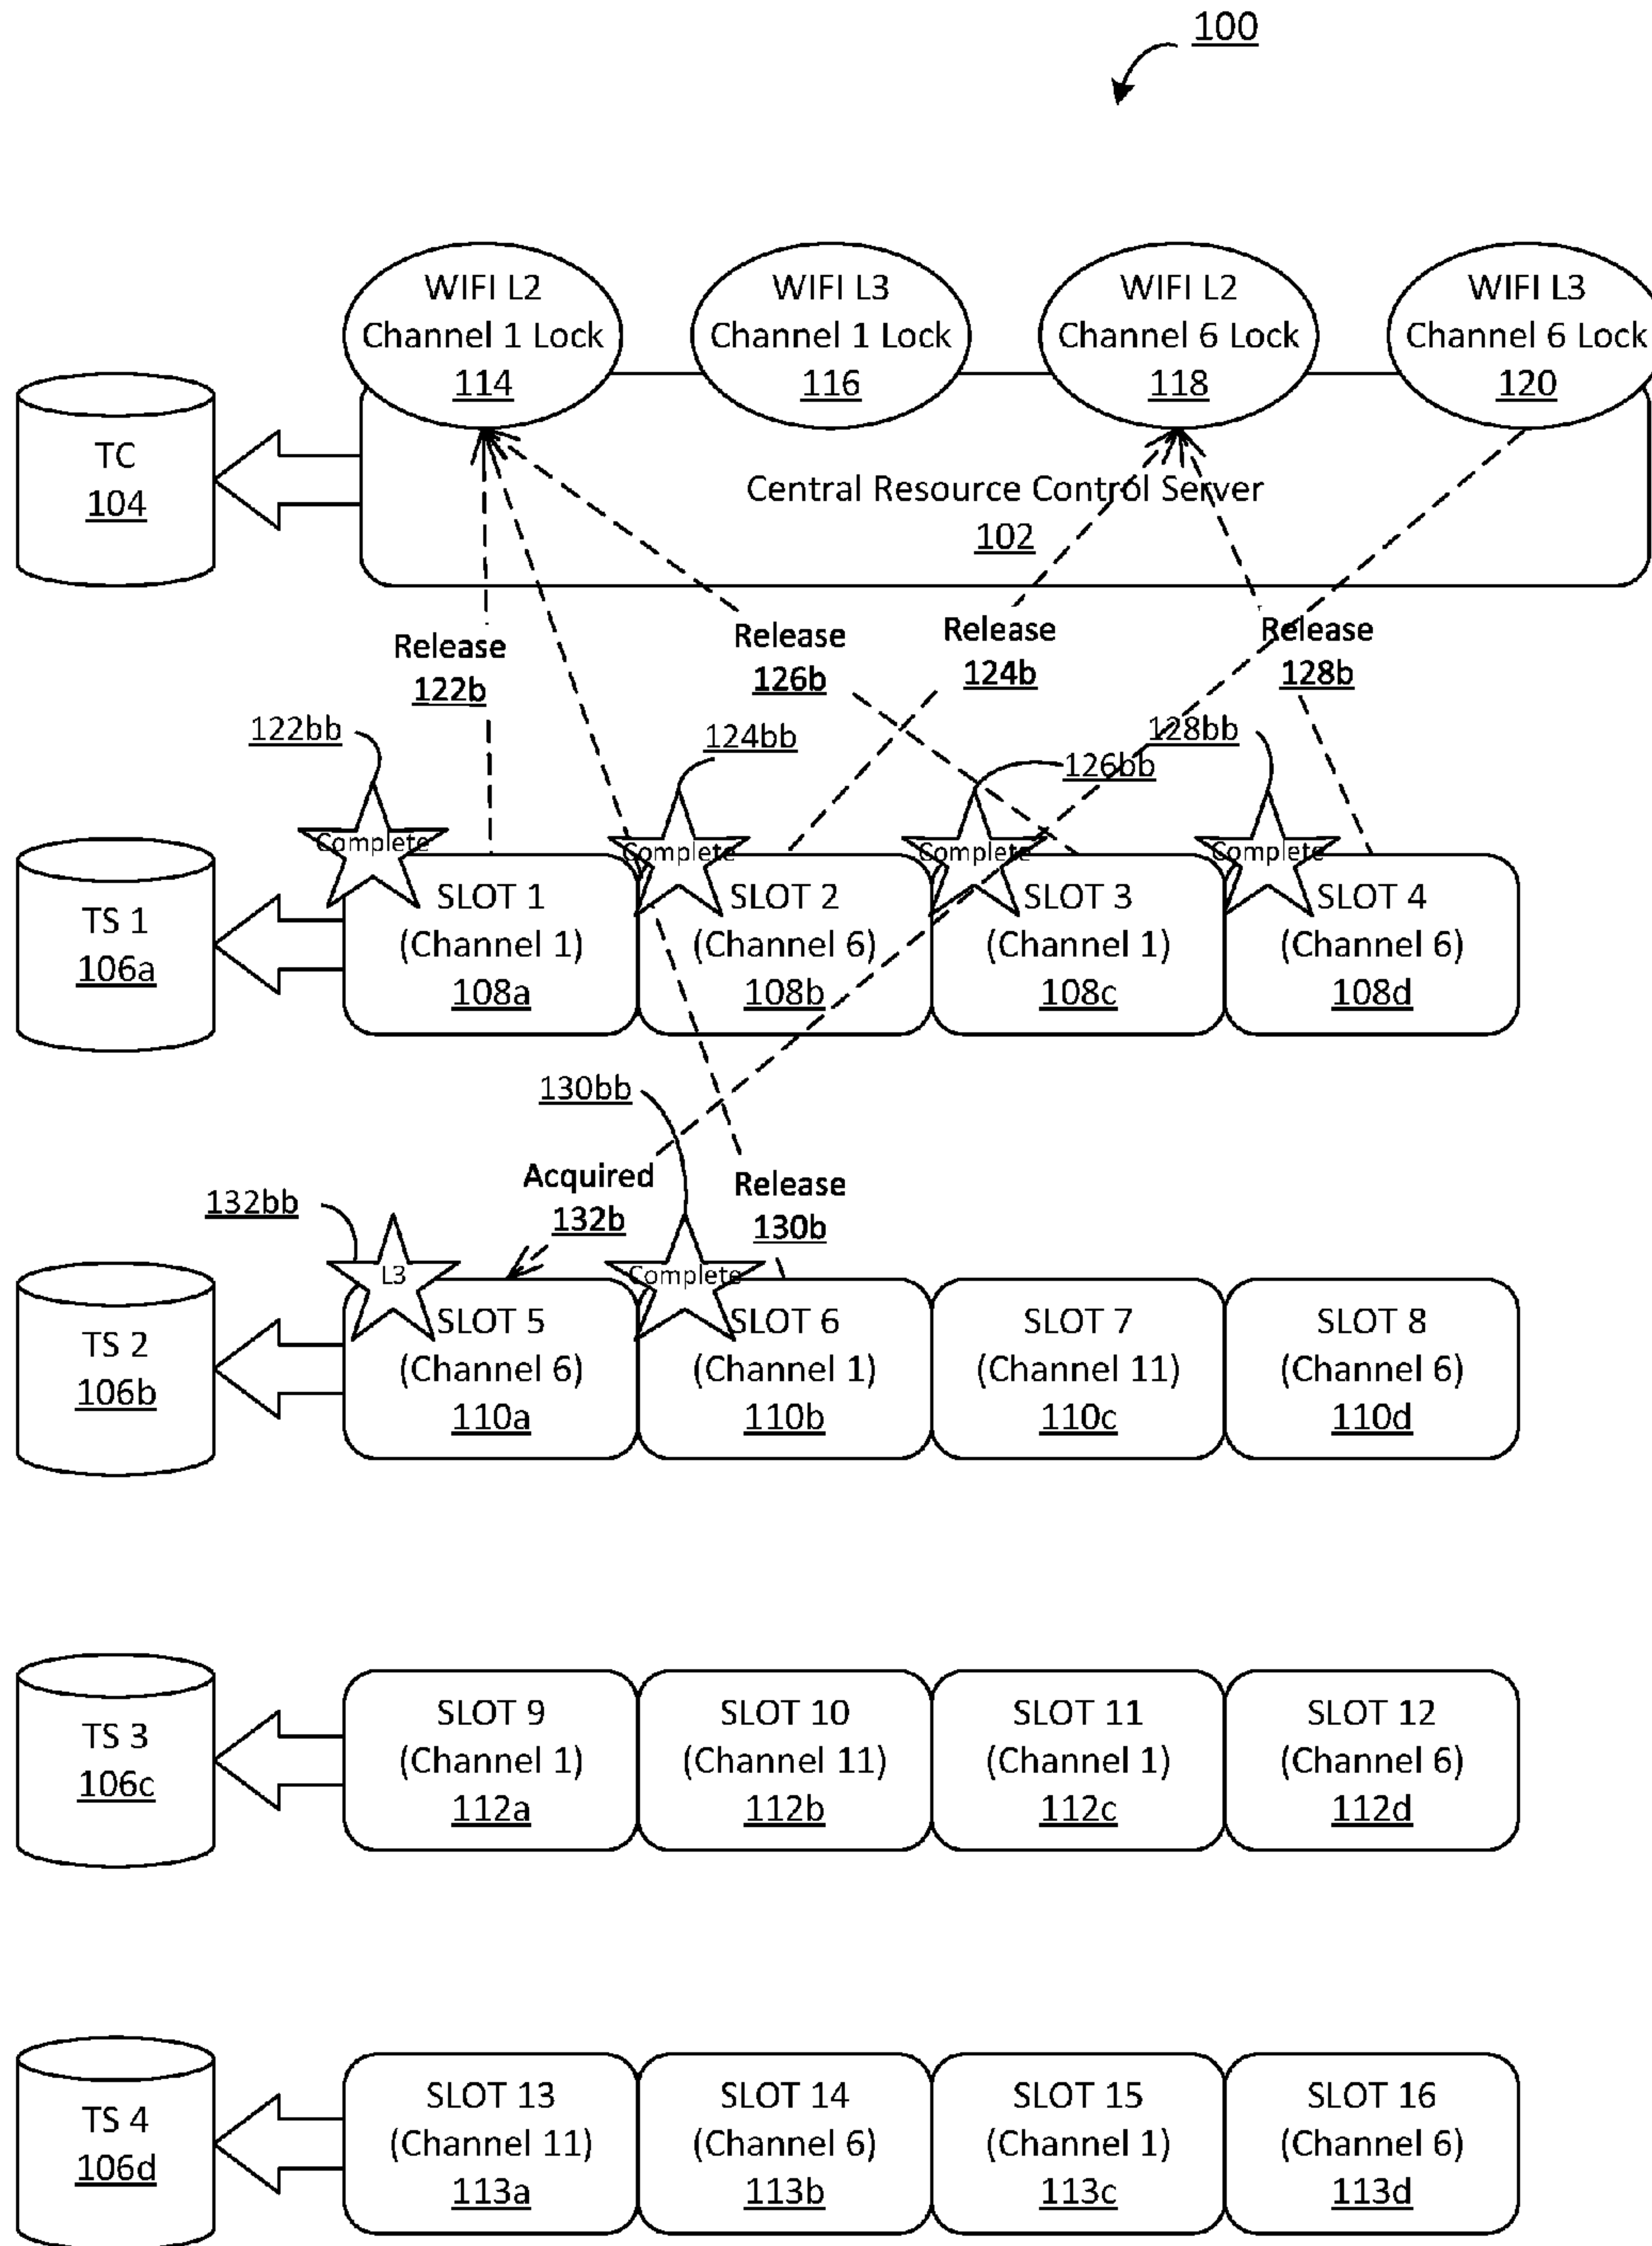 100
WIFI L2
Channel 1 Lock
114
WIFI L3
Channel 1 Lock
116
WIFI L2
Channel 6 Lock
118
WIFI L3
Channel 6 Lock
120
TC
104
Central Resource Control Server
102
Release
122b
Release
126b
Release
124b
Release
128b
122bb
124bb
126bb
128bb
Complete
Complete
Complete
Complete
TS 1
106a
SLOT 1
(Channel 1)
108a
SLOT 2
(Channel 6)
108b
SLOT 3
(Channel 1)
108c
SLOT 4
(Channel 6)
108d
130bb
Acquired
132b
Release
130b
132bb
L3
Complete
TS 2
106b
SLOT 5
(Channel 6)
110a
SLOT 6
(Channel 1)
110b
SLOT 7
(Channel 11)
110c
SLOT 8
(Channel 6)
110d
TS 3
106c
SLOT 9
(Channel 1)
112a
SLOT 10
(Channel 11)
112b
SLOT 11
(Channel 1)
112c
SLOT 12
(Channel 6)
112d
TS 4
106d
SLOT 13
(Channel 11)
113a
SLOT 14
(Channel 6)
113b
SLOT 15
(Channel 1)
113c
SLOT 16
(Channel 6)
113d